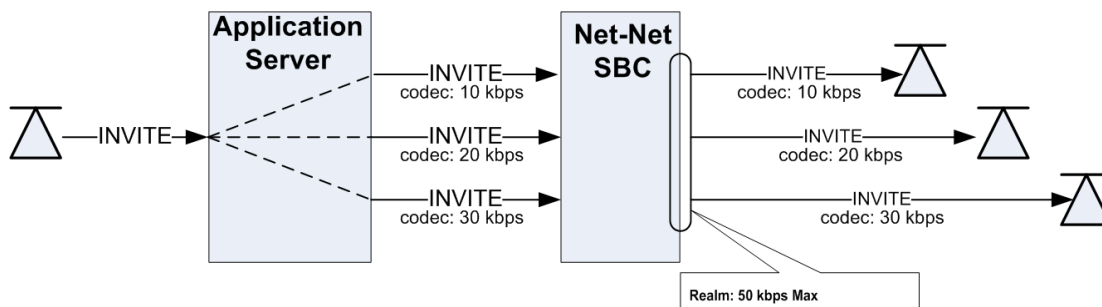 Application
Server
Net-Net
SBC
INVITE
INVITE
codec: 10 kbps
INVITE
codec: 20 kbps
INVITE
codec: 30 kbps
INVITE
codec: 10 kbps
INVITE
codec: 20 kbps
INVITE
codec: 30 kbps
Realm: 50 kbps Max